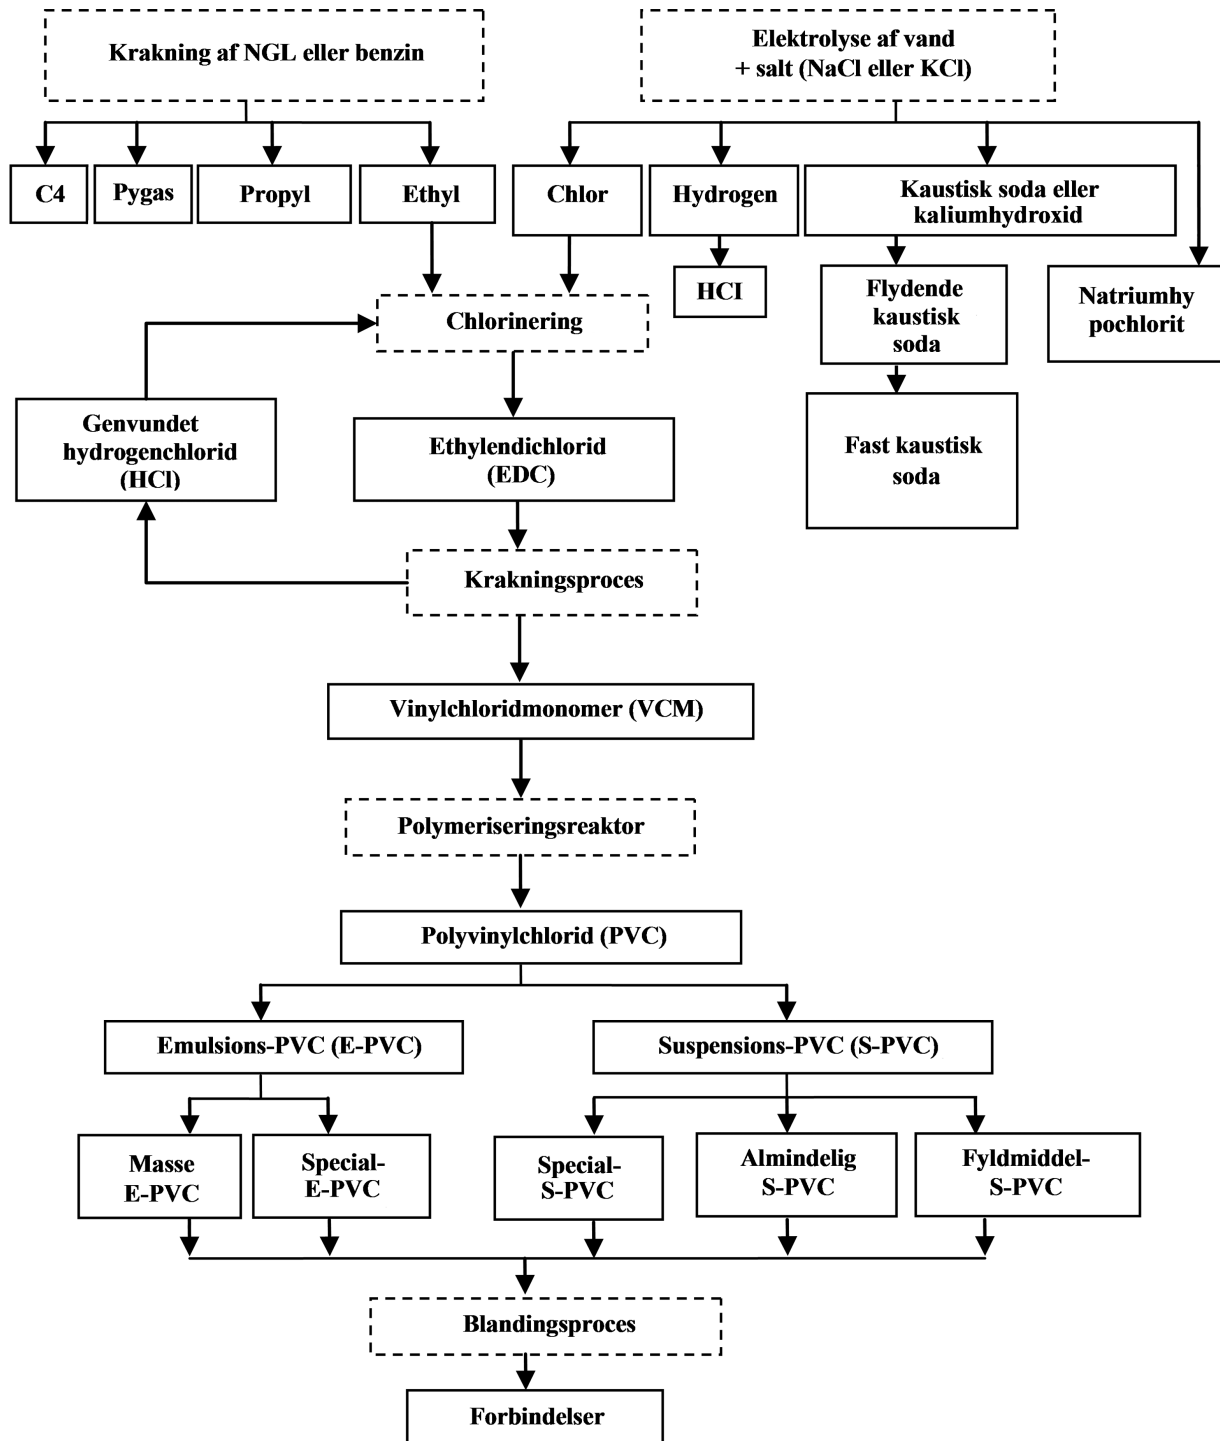 Krakning af NGL eller benzin
Elektrolyse af vand
+ salt (NaCl eller KCl)
C4
Pygas
Propyl
Ethyl
Chlor
Hydrogen
Kaustisk soda eller
kaliumhydroxid
HCI
Flydende
kaustisk
soda
Natriumhy
pochlorit
Chlorinering
Genvundet
hydrogenchlorid
(HCl)
Ethylendichlorid
(EDC)
Fast kaustisk
soda
Krakningsproces
Vinylchloridmonomer (VCM)
Polymeriseringsreaktor
Polyvinylchlorid (PVC)
Emulsions-PVC (E-PVC)
Suspensions-PVC (S-PVC)
Masse
E-PVC
Special-
E-PVC
Special-
S-PVC
Almindelig
S-PVC
Fyldmiddel-
S-PVC
Blandingsproces
Forbindelser